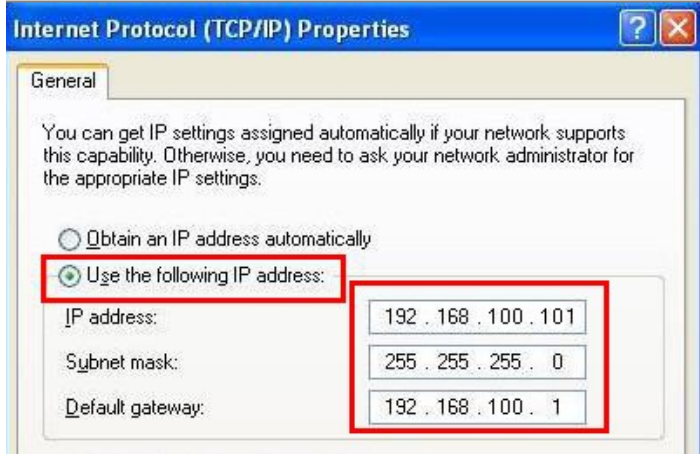 Internet Protocol (TCP/IP) Properties
General
You can get IP settings assigned automatically if your network supports
this capability. Otherwise, you need to ask your network administrator for
the appropriate IP settings.
Obtain an IP address automatically
Use the following IP address:
IP address: 192 . 168 . 100 . 101
Subnet mask: 255 . 255 . 255 . 0
Default gateway: 192 . 168 . 100 . 1